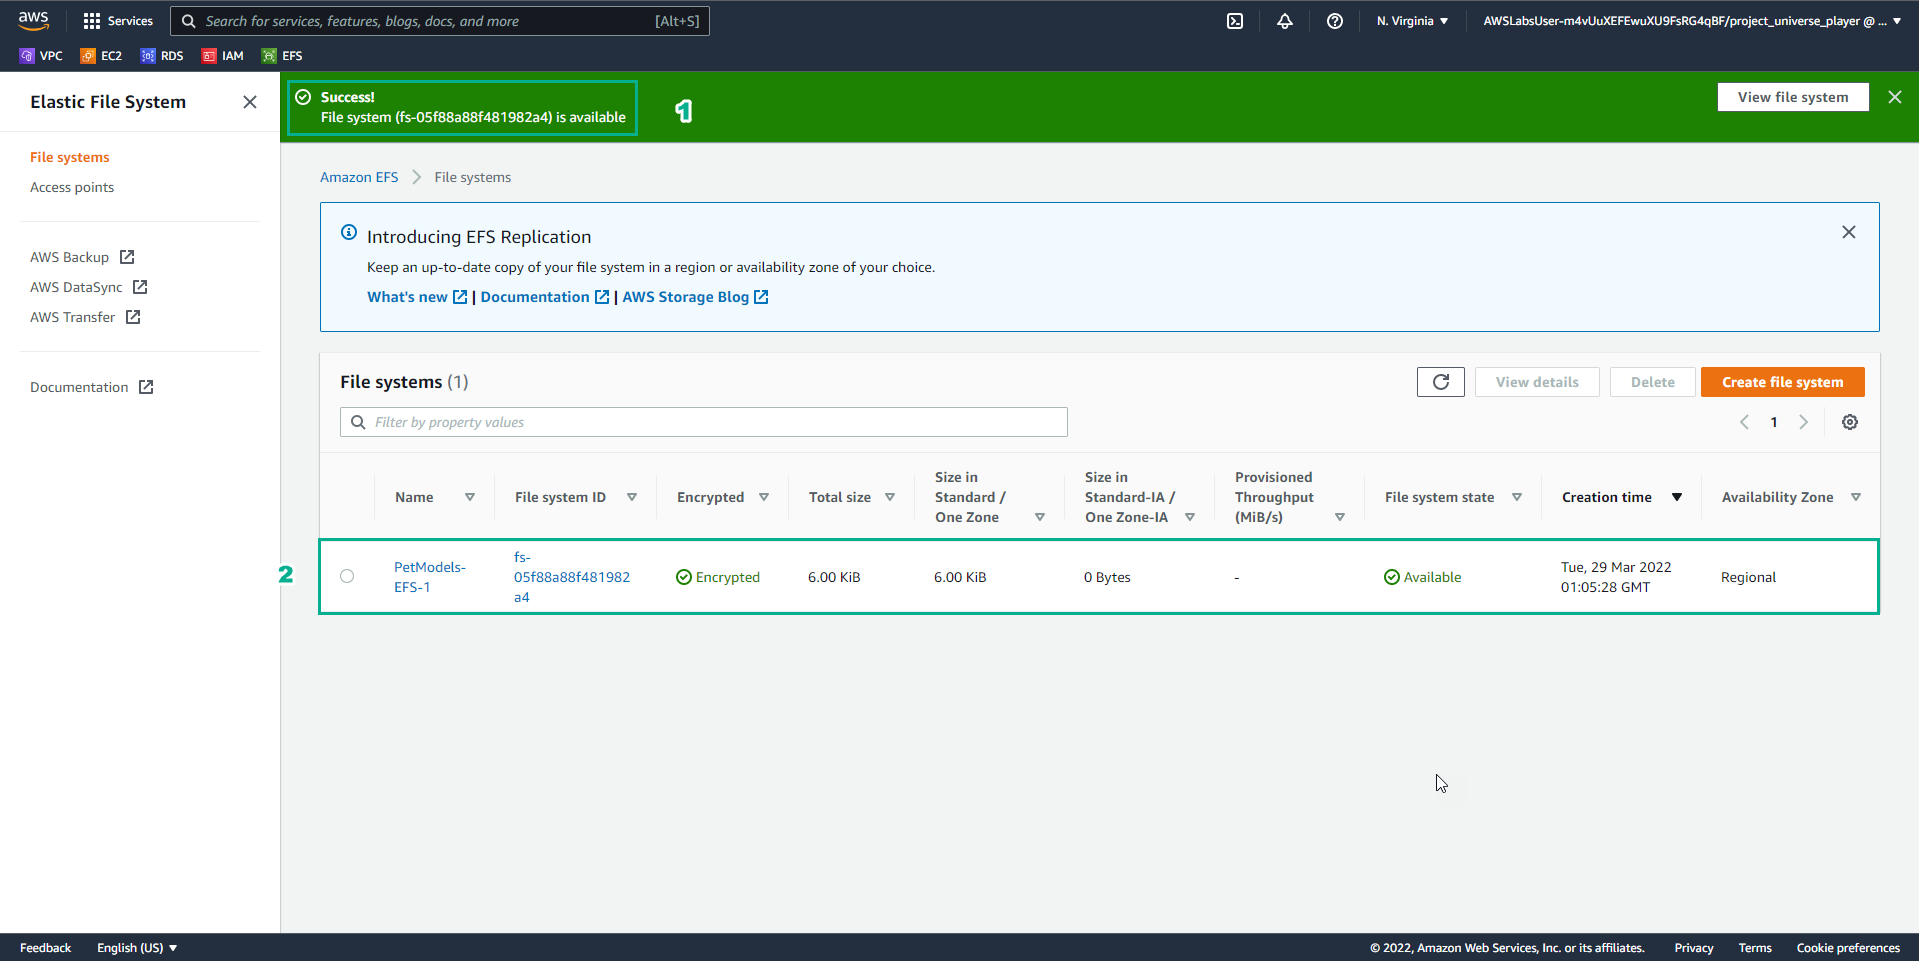 aws
Services
Search for services, features, blogs, docs, and more
[Alt+S]
N. Virginia
AWSLabsUser-m4vUuXEFEwuXU9FsRG4qBF/project_universe_player @ ...
VPC
EC2
RDS
IAM
EFS
Elastic File System
File systems
Access points
AWS Backup
AWS DataSync
AWS Transfer
Documentation
Success!
File system (fs-05f88a88f481982a4) is available
1
View file system
Amazon EFS
File systems
Introducing EFS Replication
Keep an up-to-date copy of your file system in a region or availability zone of your choice.
What's new | Documentation | AWS Storage Blog
File systems (1)
View details
Delete
Create file system
Filter by property values
1
Name
File system ID
Encrypted
Total size
Size in
Standard /
One Zone
Size in
Standard-IA /
One Zone-IA
Provisioned
Throughput
(MiB/s)
File system state
Creation time
Availability Zone
2
PetModels-
EFS-1
fs-
05f88a88f481982
a4
Encrypted
6.00 KiB
6.00 KiB
0 Bytes
-
Available
Tue, 29 Mar 2022
01:05:28 GMT
Regional
Feedback
English (US)
© 2022, Amazon Web Services, Inc. or its affiliates.
Privacy
Terms
Cookie preferences